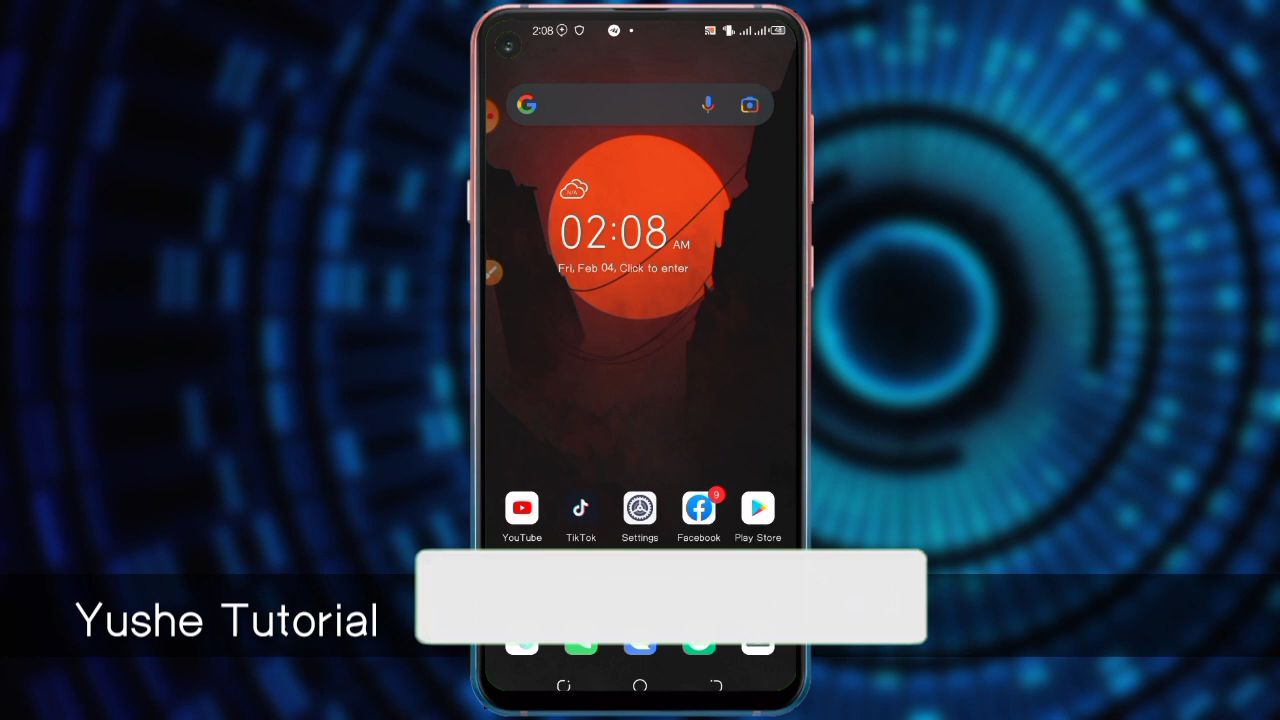 2:08
48
02:08 AM
N/A
Fri, Feb 04, Click to enter
9
YouTube TikTok Settings Facebook Play Store
Yushe Tutorial